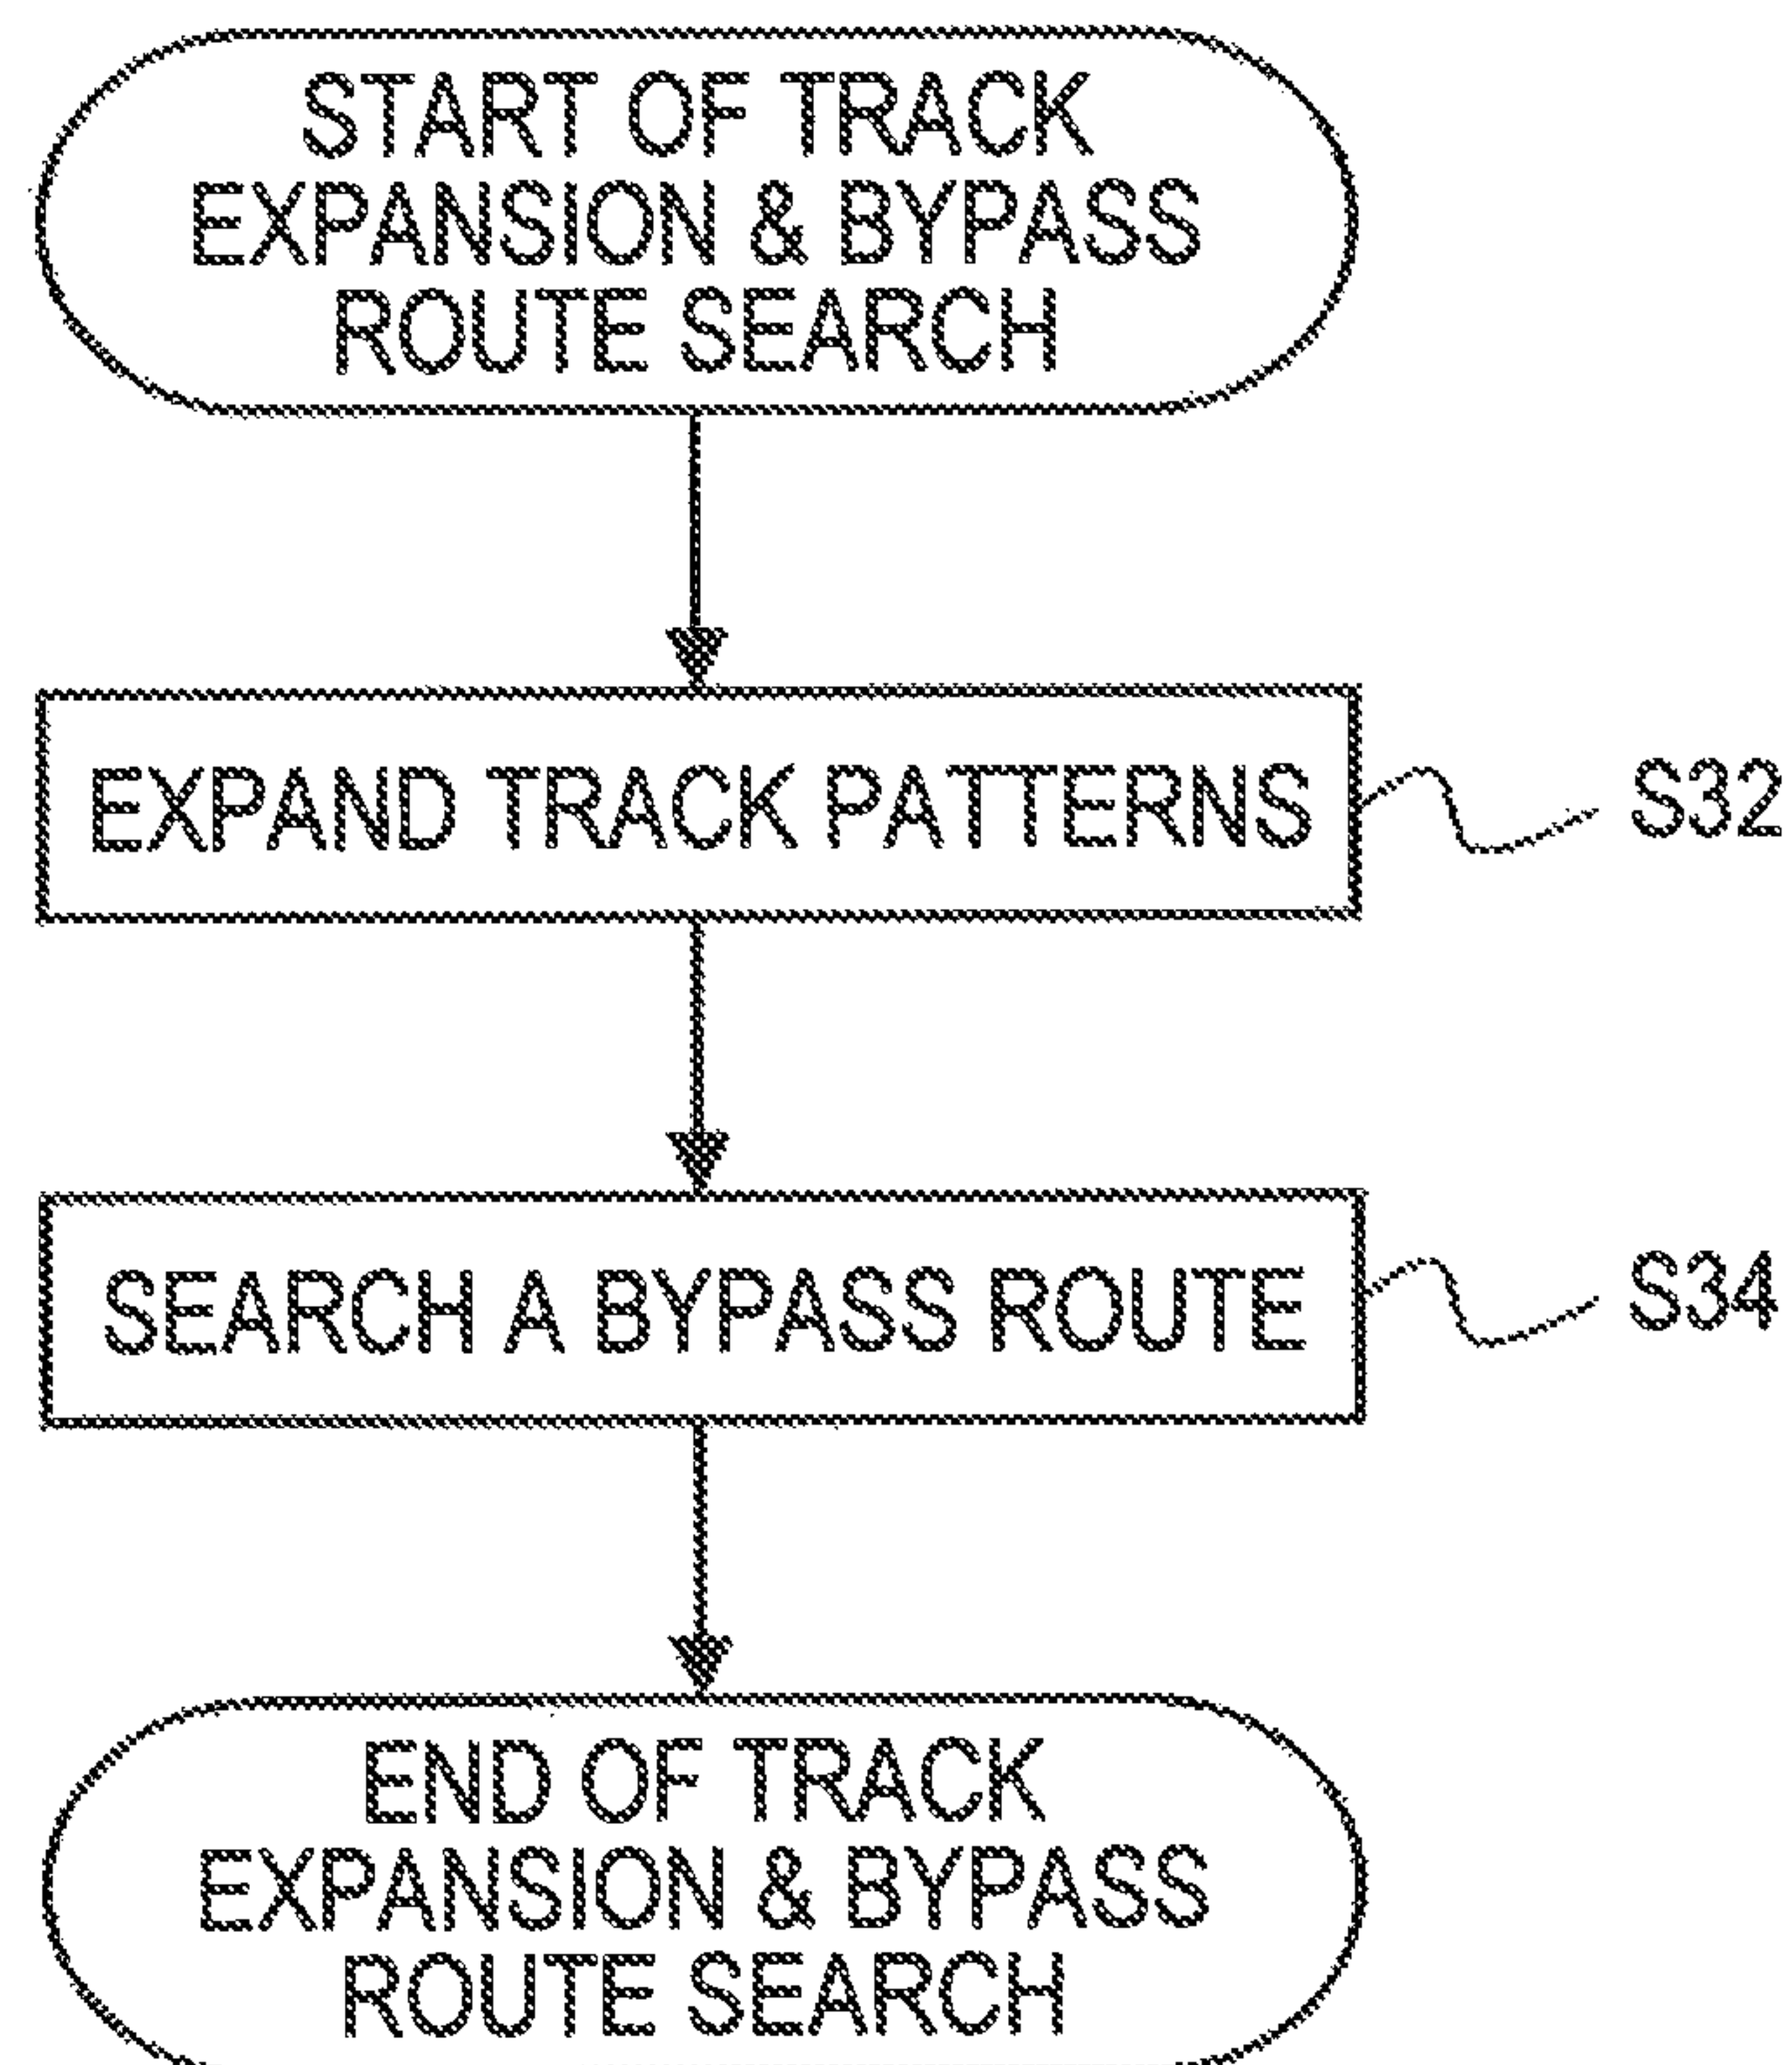 START OF TRACK
EXPANSION & BYPASS
ROUTE SEARCH
EXPAND TRACK PATTERNS
S32
SEARCH A BYPASS ROUTE
S34
END OF TRACK
EXPANSION & BYPASS
ROUTE SEARCH